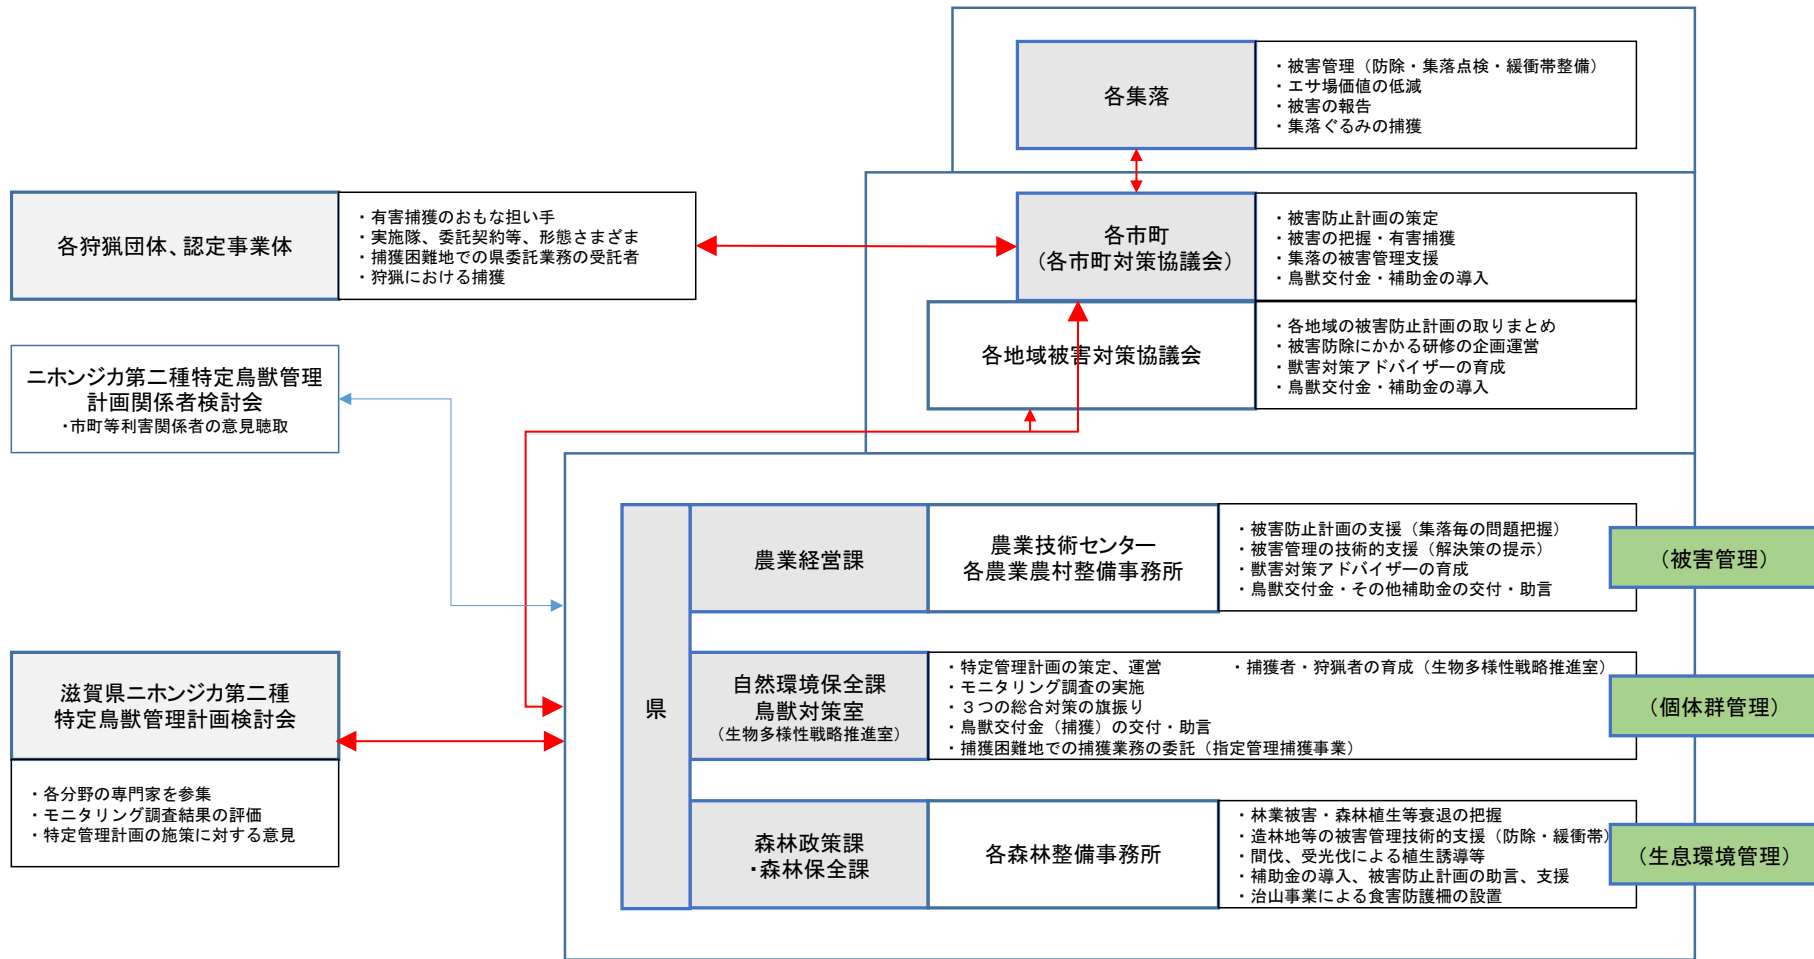 各集落
・被害管理（防除・集落点検・緩衝帯整備）
・エサ場価値の低減
・被害の報告
・集落ぐるみの捕獲
各狩猟団体、認定事業体
・有害捕獲のおもな担い手
・実施隊、委託契約等、形態さまざま
・捕獲困難地での県委託業務の受託者
・狩猟における捕獲
各市町
（各市町対策協議会）
・被害防止計画の策定
・被害の把握・有害捕獲
・集落の被害管理支援
・鳥獣交付金・補助金の導入
各地域被害対策協議会
・各地域の被害防止計画の取りまとめ
・被害防除にかかる研修の企画運営
・獣害対策アドバイザーの育成
・鳥獣交付金・補助金の導入
ニホンジカ第二種特定鳥獣管理
計画関係者検討会
・市町等利害関係者の意見聴取
県
農業経営課
農業技術センター
各農業農村整備事務所
・被害防止計画の支援（集落毎の問題把握）
・被害管理の技術的支援（解決策の提示）
・獣害対策アドバイザーの育成
・鳥獣交付金・その他補助金の交付・助言
（被害管理）
滋賀県ニホンジカ第二種
特定鳥獣管理計画検討会
・各分野の専門家を参集
・モニタリング調査結果の評価
・特定管理計画の施策に対する意見
自然環境保全課
鳥獣対策室
（生物多様性戦略推進室）
・特定管理計画の策定、運営　・捕獲者・狩猟者の育成（生物多様性戦略推進室）
・モニタリング調査の実施
・３つの総合対策の旗振り
・鳥獣交付金（捕獲）の交付・助言
・捕獲困難地での捕獲業務の委託（指定管理捕獲事業）
（個体群管理）
森林政策課
・森林保全課
各森林整備事務所
・林業被害・森林植生等衰退の把握
・造林地等の被害管理技術的支援（防除・緩衝帯）
・間伐、受光伐による植生誘導等
・補助金の導入、被害防止計画の助言、支援
・治山事業による食害防護柵の設置
（生息環境管理）